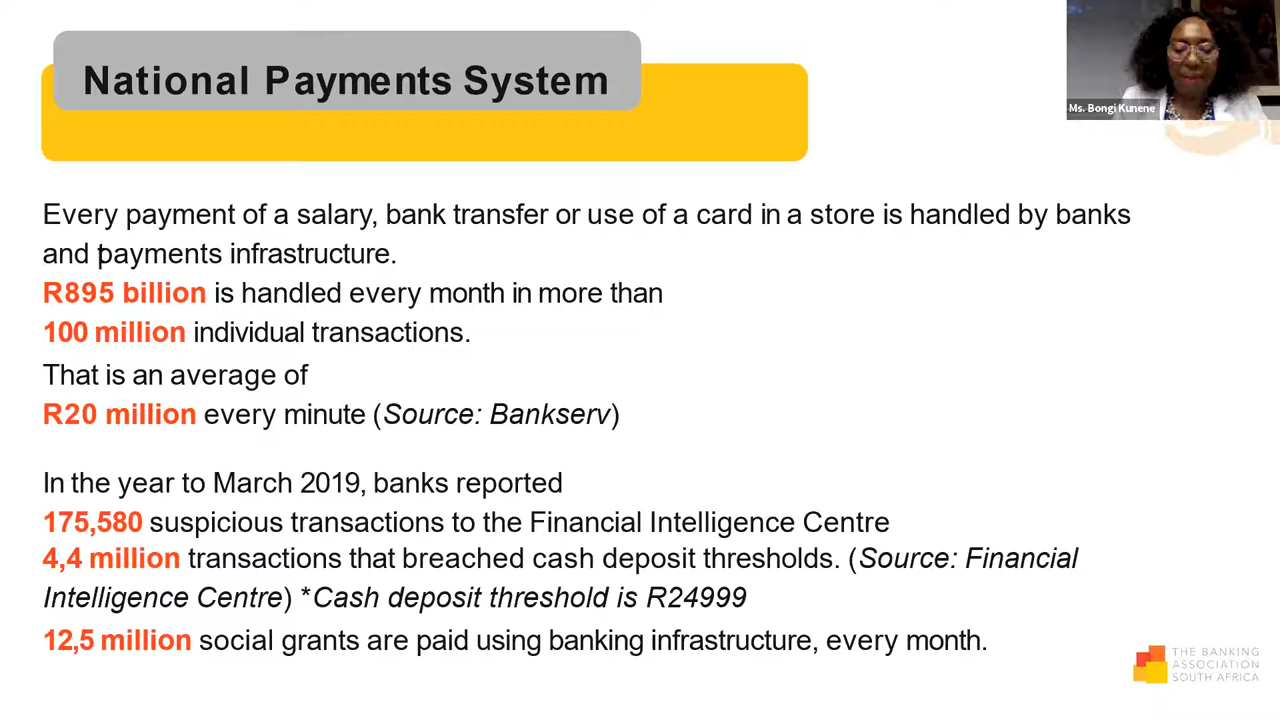 National Payments System
Ms. Bongi Kunene
Every payment of a salary, bank transfer or use of a card in a store is handled by banks
and payments infrastructure.
R895 billion is handled every month in more than
100 million individual transactions.
That is an average of
R20 million every minute (Source: Bankserv)
In the year to March 2019, banks reported
175,580 suspicious transactions to the Financial Intelligence Centre
4,4 million transactions that breached cash deposit thresholds. (Source: Financial
Intelligence Centre) *Cash deposit threshold is R24999
12,5 million social grants are paid using banking infrastructure, every month.
THE BANKING
ASSOCIATION
SOUTH AFRICA